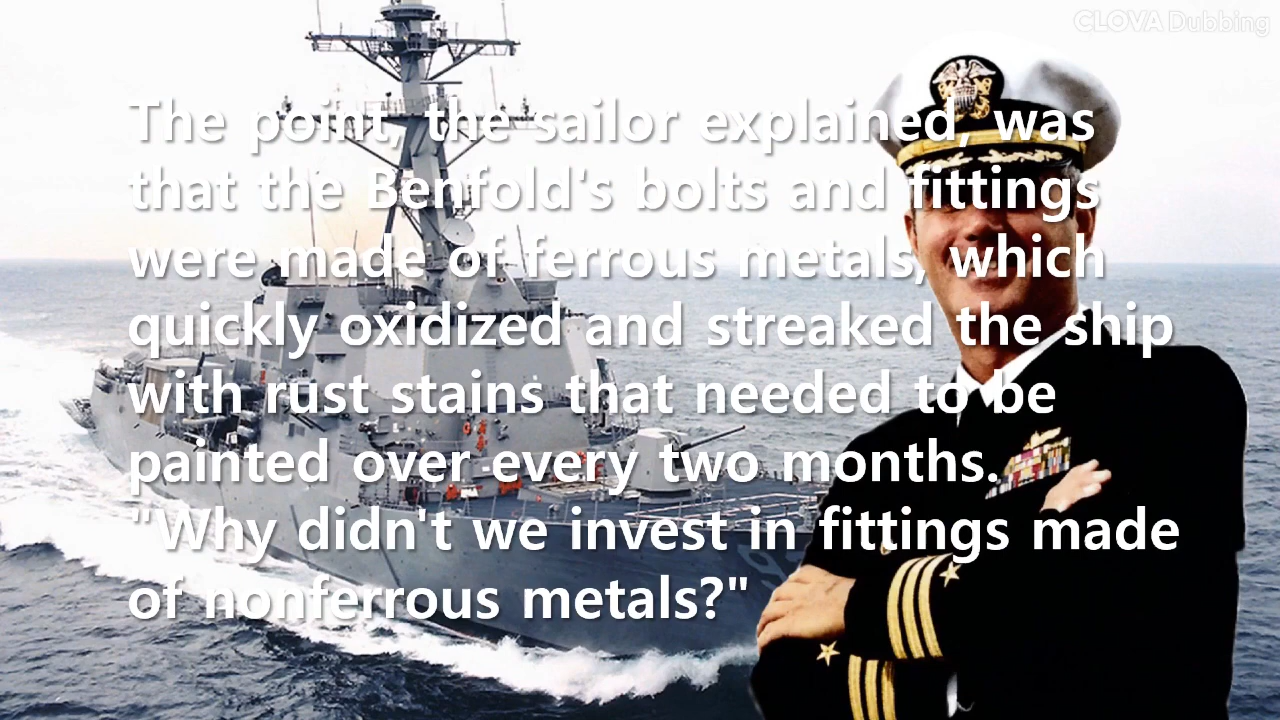 CLOVA Dubbing
The point, the sailor explained, was
that the Benfold's bolts and fittings
were made of ferrous metals, which
quickly oxidized and streaked the ship
with rust stains that needed to be
painted over every two months.
"Why didn't we invest in fittings made
of nonferrous metals?"